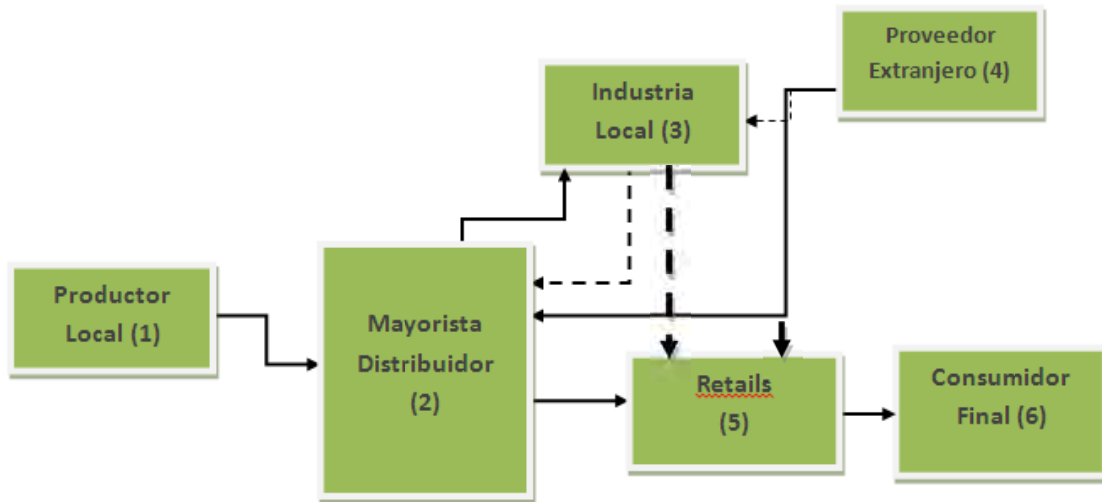 Proveedor
Extranjero (4)
Industria
Local (3)
Productor
Local (1)
Mayorista
Distribuidor
(2)
Retails
(5)
Consumidor
Final (6)